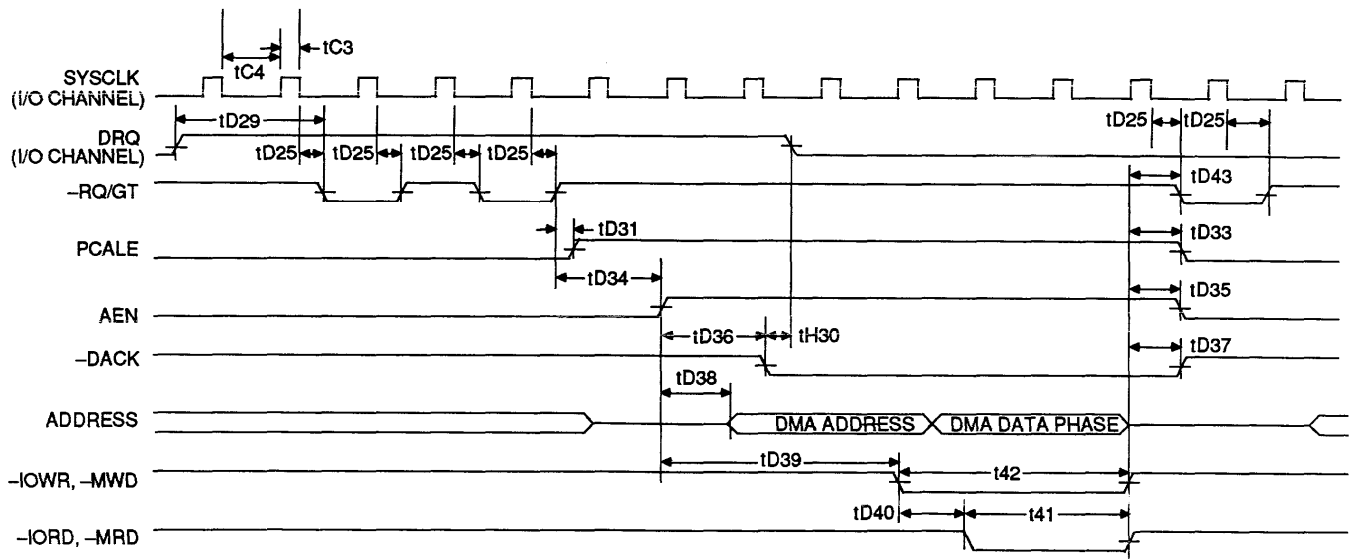 tC3
tC4
SYSCLK
(I/O CHANNEL)
tD29
tD25 tD25
DRQ
(I/O CHANNEL)
tD25 tD25 tD25 tD25
–RQ/GT
tD43
tD31
tD33
PCALE
tD34
tD35
AEN
tD36 tH30
–DACK
tD37
tD38
ADDRESS
DMA ADDRESS DMA DATA PHASE
tD39
t42
–IOWR, –MWD
tD40 t41
–IORD, –MRD